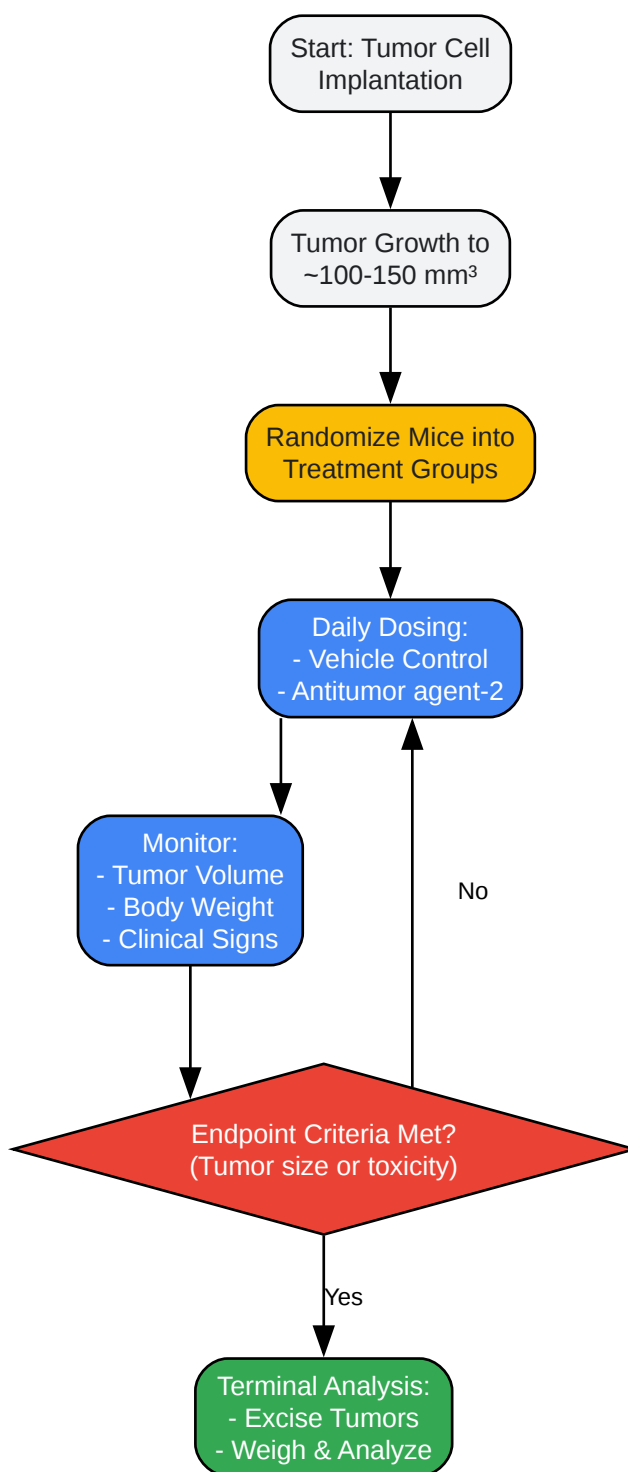 Start: Tumor Cell
Implantation
Tumor Growth to
~100-150 mm³
Randomize Mice into
Treatment Groups
Daily Dosing:
- Vehicle Control
- Antitumor agent-2
Monitor:
- Tumor Volume
- Body Weight
- Clinical Signs
No
Endpoint Criteria Met?
(Tumor size or toxicity)
Yes
Terminal Analysis:
- Excise Tumors
- Weigh & Analyze